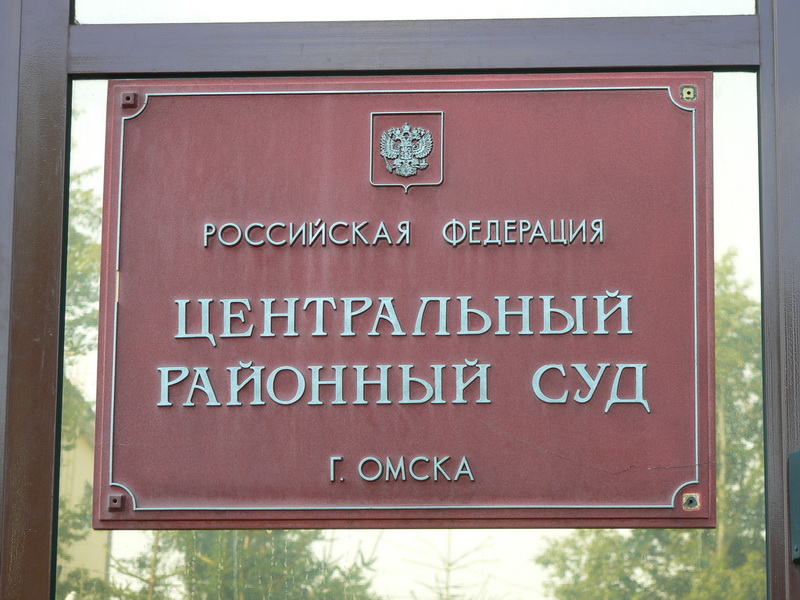 РОССИЙСКАЯ ФЕДЕРАЦИЯ
ЦЕНТРАЛЬНЫЙ
РАЙОННЫЙ СУД
Г. ОМСКА